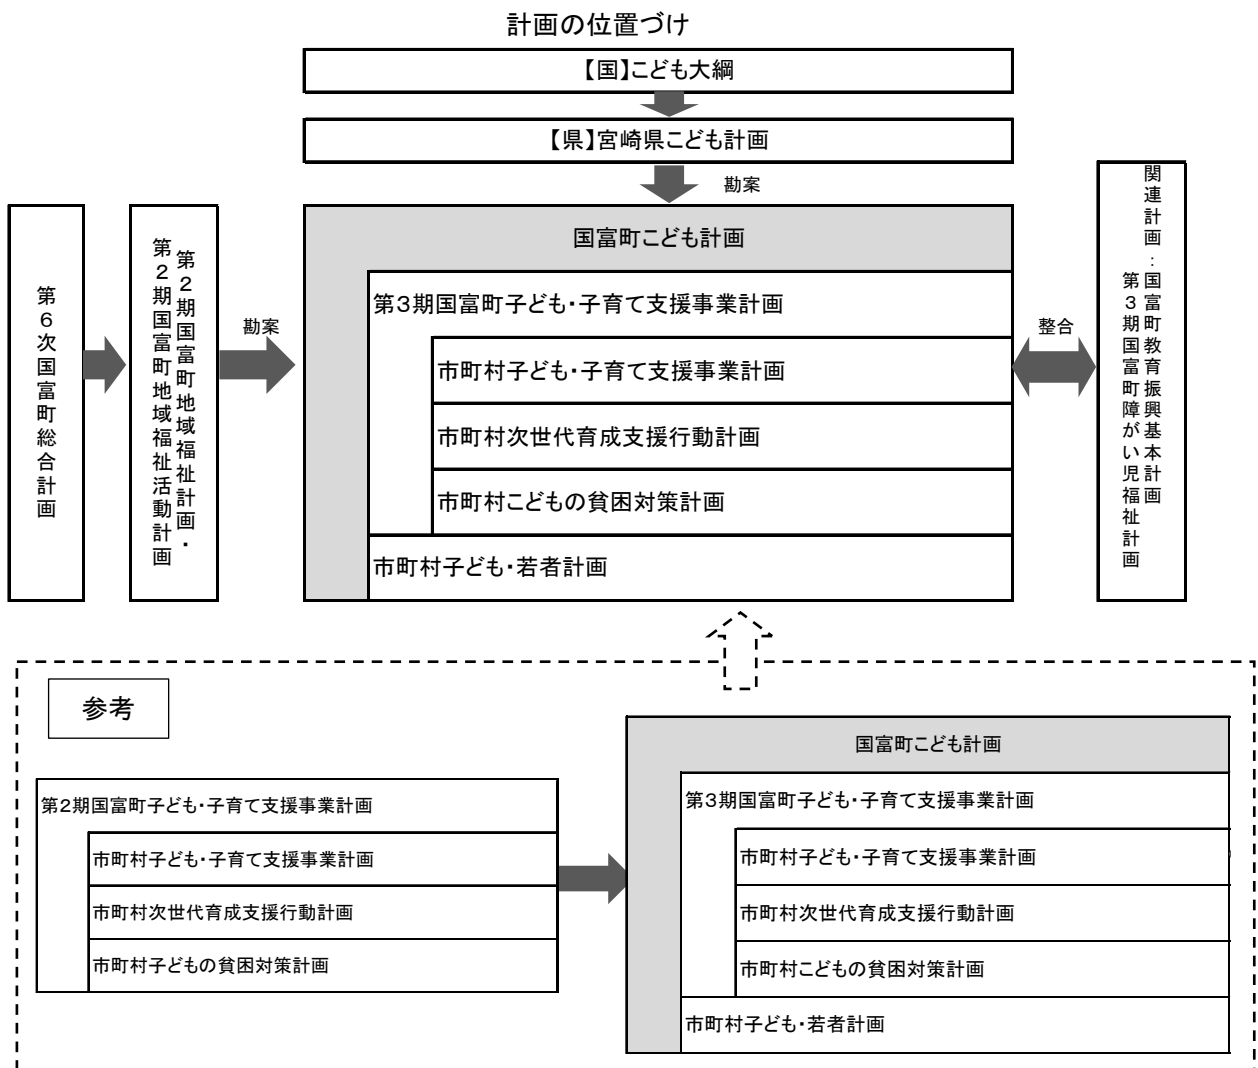 計画の位置づけ
【国】こども大綱
【県】宮崎県こども計画
勘案
第6次国富町総合計画
第2期国富町地域福祉計画・
第2期国富町地域福祉活動計画
勘案
国富町こども計画
第3期国富町子ども・子育て支援事業計画
市町村子ども・子育て支援事業計画
市町村次世代育成支援行動計画
市町村こどもの貧困対策計画
市町村子ども・若者計画
整合
関連計画：国富町教育振興基本計画
第3期国富町障がい児福祉計画
参考
第2期国富町子ども・子育て支援事業計画
市町村子ども・子育て支援事業計画
市町村次世代育成支援行動計画
市町村子どもの貧困対策計画
国富町こども計画
第3期国富町子ども・子育て支援事業計画
市町村子ども・子育て支援事業計画
市町村次世代育成支援行動計画
市町村こどもの貧困対策計画
市町村子ども・若者計画